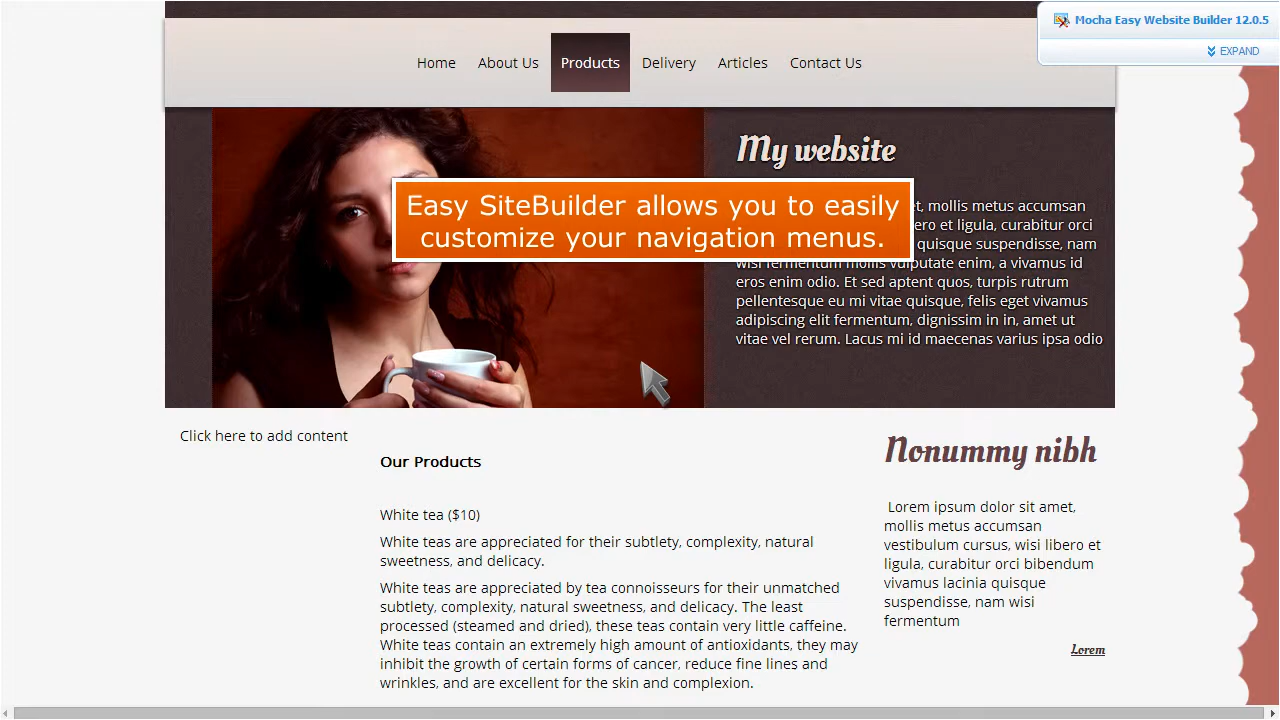 Mocha Easy Website Builder 12.0.5
EXPAND
Home About Us Products Delivery Articles Contact Us
My website
Easy SiteBuilder allows you to easily
customize your navigation menus.
mollis metus accumsan
ero et ligula, curabitur orci
quisque suspendisse, nam
wisi fermentum mollis vulputate enim, a vivamus id
eros enim odio. Et sed aptent quos, turpis rutrum
pellentesque eu mi vitae quisque, felis eget vivamus
adipiscing elit fermentum, dignissim in in, amet ut
vitae vel rerum. Lacus mi id maecenas varius ipsa odio
Click here to add content
Our Products
White tea ($10)
White teas are appreciated for their subtlety, complexity, natural
sweetness, and delicacy.
White teas are appreciated by tea connoisseurs for their unmatched
subtlety, complexity, natural sweetness, and delicacy. The least
processed (steamed and dried), these teas contain very little caffeine.
White teas contain an extremely high amount of antioxidants, they may
inhibit the growth of certain forms of cancer, reduce fine lines and
wrinkles, and are excellent for the skin and complexion.
Nonummy nibh
Lorem ipsum dolor sit amet,
mollis metus accumsan
vestibulum cursus, wisi libero et
ligula, curabitur orci bibendum
vivamus lacinia quisque
suspendisse, nam wisi
fermentum
Lorem